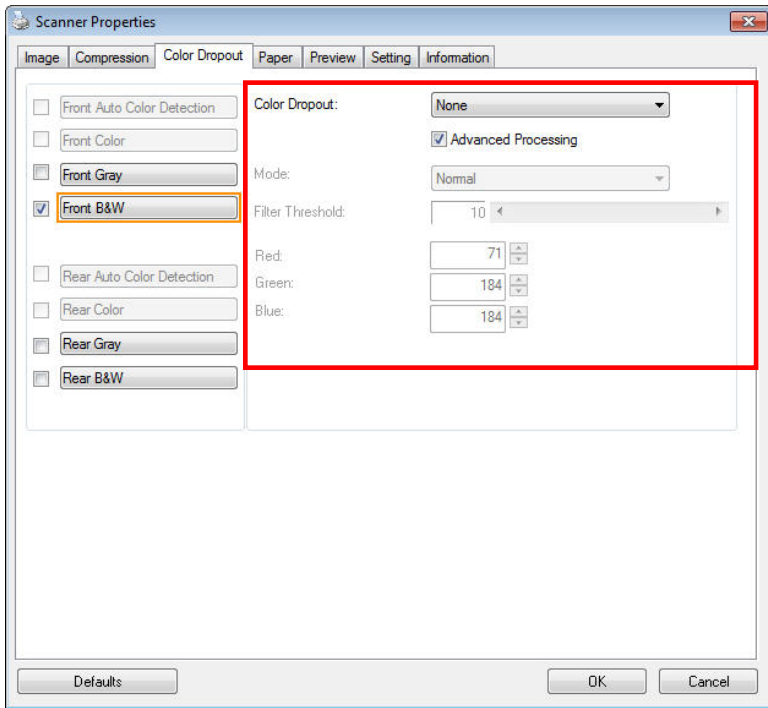 Scanner Properties
Image Compression Color Dropout Paper Preview Setting Information
Front Auto Color Detection
Front Color
Front Gray
Front B&W
Rear Auto Color Detection
Rear Color
Rear Gray
Rear B&W
Color Dropout: None
Advanced Processing
Mode: Normal
Filter Threshold: 10
Red: 71
Green: 184
Blue: 184
Defaults OK Cancel